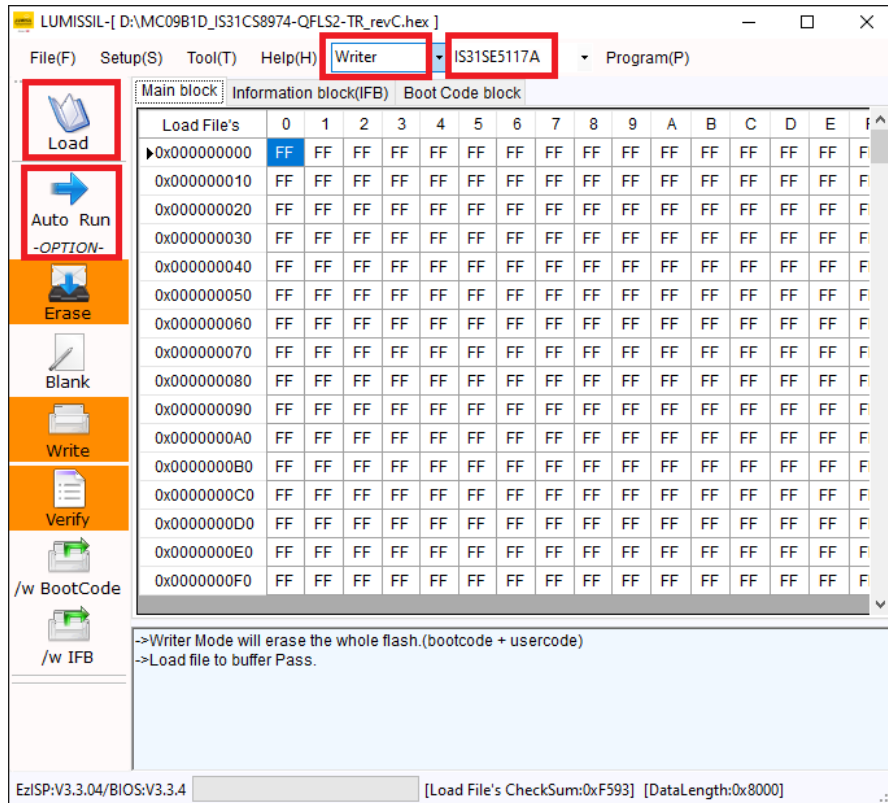 LUMISSIL-[ D:\MC09B1D_IS31CS8974-QFLS2-TR_revC.hex ]
File(F) Setup(S) Tool(T) Help(H) Writer IS31SE5117A Program(P)
Load
Auto Run
-OPTION-
Erase
Blank
Write
Verify
/w BootCode
/w IFB
Main block Information block(IFB) Boot Code block
Load File's 0 1 2 3 4 5 6 7 8 9 A B C D E
0x000000000 FF FF FF FF FF FF FF FF FF FF FF FF FF FF FF
0x000000010 FF FF FF FF FF FF FF FF FF FF FF FF FF FF FF
0x000000020 FF FF FF FF FF FF FF FF FF FF FF FF FF FF FF
0x000000030 FF FF FF FF FF FF FF FF FF FF FF FF FF FF FF
0x000000040 FF FF FF FF FF FF FF FF FF FF FF FF FF FF FF
0x000000050 FF FF FF FF FF FF FF FF FF FF FF FF FF FF FF
0x000000060 FF FF FF FF FF FF FF FF FF FF FF FF FF FF FF
0x000000070 FF FF FF FF FF FF FF FF FF FF FF FF FF FF FF
0x000000080 FF FF FF FF FF FF FF FF FF FF FF FF FF FF FF
0x000000090 FF FF FF FF FF FF FF FF FF FF FF FF FF FF FF
0x0000000A0 FF FF FF FF FF FF FF FF FF FF FF FF FF FF FF
0x0000000B0 FF FF FF FF FF FF FF FF FF FF FF FF FF FF FF
0x0000000C0 FF FF FF FF FF FF FF FF FF FF FF FF FF FF FF
0x0000000D0 FF FF FF FF FF FF FF FF FF FF FF FF FF FF FF
0x0000000E0 FF FF FF FF FF FF FF FF FF FF FF FF FF FF FF
0x0000000F0 FF FF FF FF FF FF FF FF FF FF FF FF FF FF FF
->Writer Mode will erase the whole flash.(bootcode + usercode)
->Load file to buffer Pass.
EzISP:V3.3.04/BIOS:V3.3.4 [Load File's CheckSum:0xF593] [DataLength:0x8000]